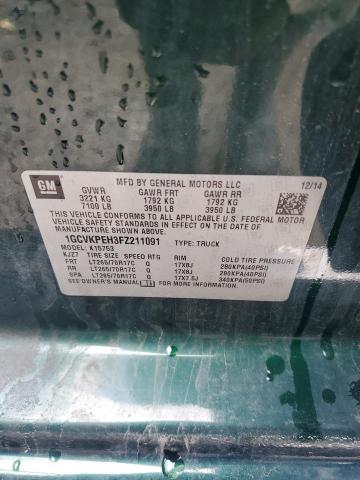 GM
MFD BY GENERAL MOTORS LLC 12/14
GVWR GAWR FRT GAWR RR
3221 KG 1792 KG 1792 KG
7100 LB 3950 LB 3950 LB
THIS VEHICLE CONFORMS TO ALL APPLICABLE U.S. FEDERAL MOTOR
VEHICLE SAFETY STANDARDS IN EFFECT ON THE DATE OF
MANUFACTURE SHOWN ABOVE.
1GCVKPEH3FZ211091 TYPE: TRUCK
MODEL: K15753
KJZ7 TIRE SIZE SPEED RTG RIM COLD TIRE PRESSURE
FRT LT265/70R17C Q 17X8J 280KPA(40PSI)
RR LT265/70R17C Q 17X8J 280KPA(40PSI)
SPA LT265/70R17C Q 17X7.5J 340KPA(50PSI)
SEE OWNER'S MANUAL FOR ADDITIONAL INFORMATION.